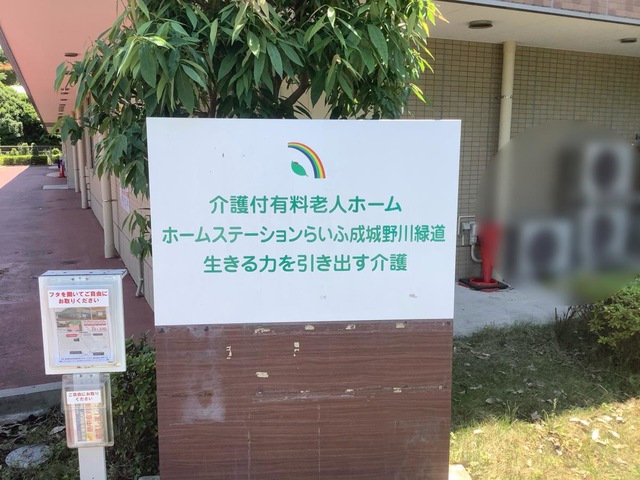 介護付有料老人ホーム
ホームステーションらいふ成城野川緑道
生きる力を引き出す介護
フタを開いてご自由に
お取りください
ご自由にお取り
ください